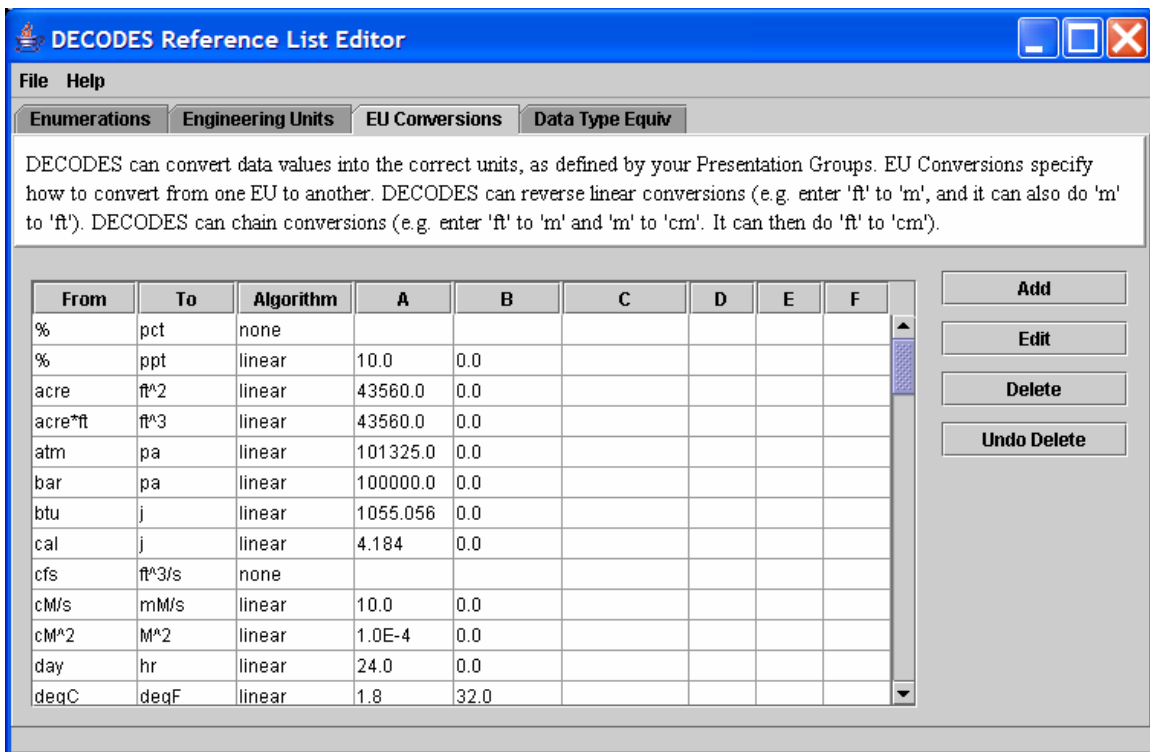 DECODES Reference List Editor
File Help
Enumerations Engineering Units EU Conversions Data Type Equiv
DECODES can convert data values into the correct units, as defined by your Presentation Groups. EU Conversions specify
how to convert from one EU to another. DECODES can reverse linear conversions (e.g. enter 'ft' to 'm', and it can also do 'm'
to 'ft'). DECODES can chain conversions (e.g. enter 'ft' to 'm' and 'm' to 'cm'. It can then do 'ft' to 'cm').
From To Algorithm A B C D E F
% pct none
% ppt linear 10.0 0.0
acre ft^2 linear 43560.0 0.0
acre*ft ft^3 linear 43560.0 0.0
atm pa linear 101325.0 0.0
bar pa linear 100000.0 0.0
btu j linear 1055.056 0.0
cal j linear 4.184 0.0
cfs ft^3/s none
cM/s mM/s linear 10.0 0.0
cM^2 M^2 linear 1.0E-4 0.0
day hr linear 24.0 0.0
degC degF linear 1.8 32.0
Add
Edit
Delete
Undo Delete